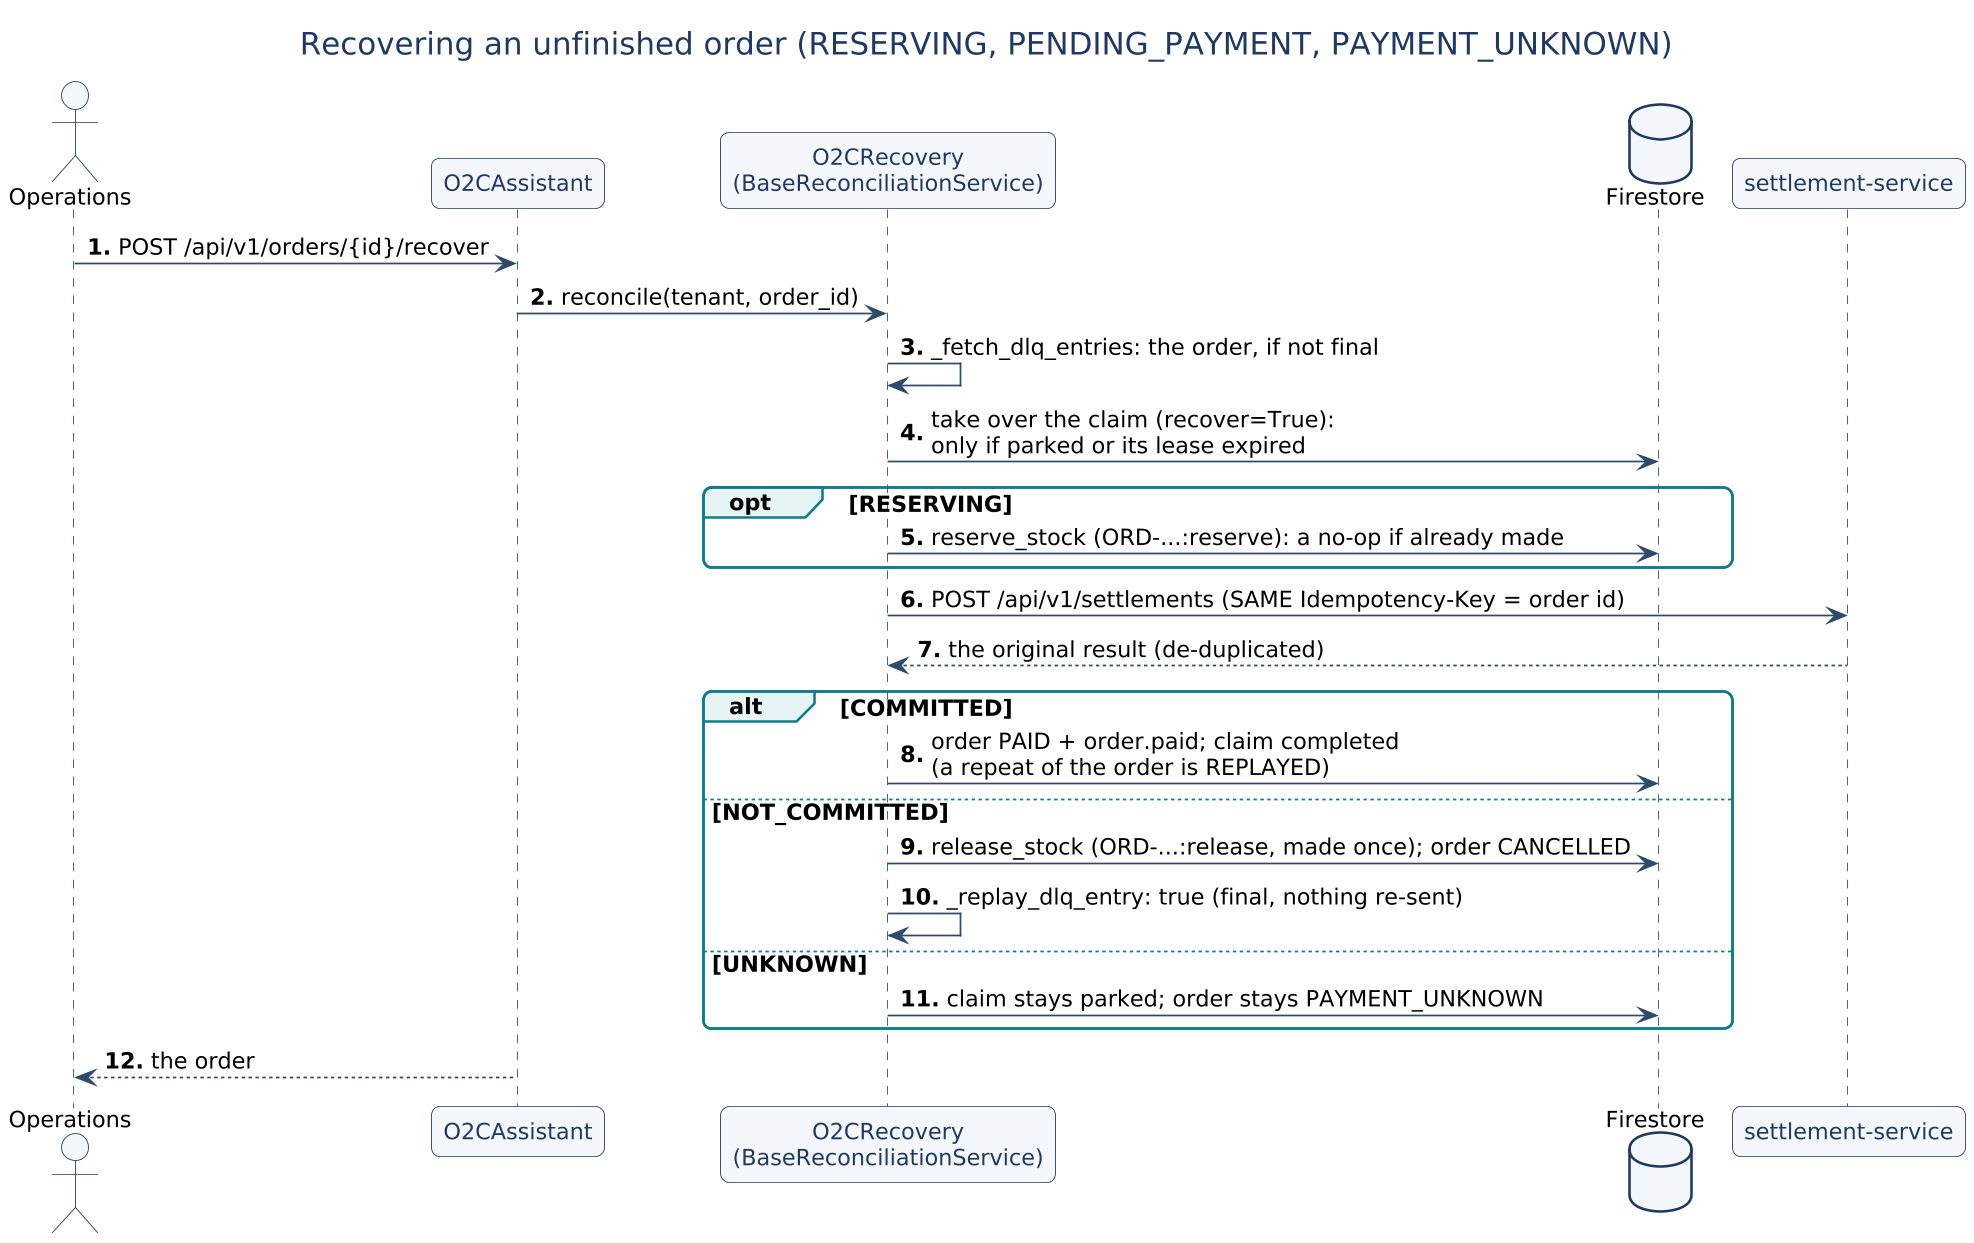 Recovering an unfinished order (RESERVING, PENDING_PAYMENT, PAYMENT_UNKNOWN)
Operations
O2CAssistant
O2CRecovery
(BaseReconciliationService)
Firestore
settlement-service
1. POST /api/v1/orders/{id}/recover
2. reconcile(tenant, order_id)
3. _fetch_dlq_entries: the order, if not final
4. take over the claim (recover=True):
only if parked or its lease expired
opt [RESERVING]
5. reserve_stock (ORD-...:reserve): a no-op if already made
6. POST /api/v1/settlements (SAME Idempotency-Key = order id)
7. the original result (de-duplicated)
alt [COMMITTED]
8. order PAID + order.paid; claim completed
(a repeat of the order is REPLAYED)
[NOT_COMMITTED]
9. release_stock (ORD-...:release, made once); order CANCELLED
10. _replay_dlq_entry: true (final, nothing re-sent)
[UNKNOWN]
11. claim stays parked; order stays PAYMENT_UNKNOWN
12. the order
Operations
O2CAssistant
O2CRecovery
(BaseReconciliationService)
Firestore
settlement-service